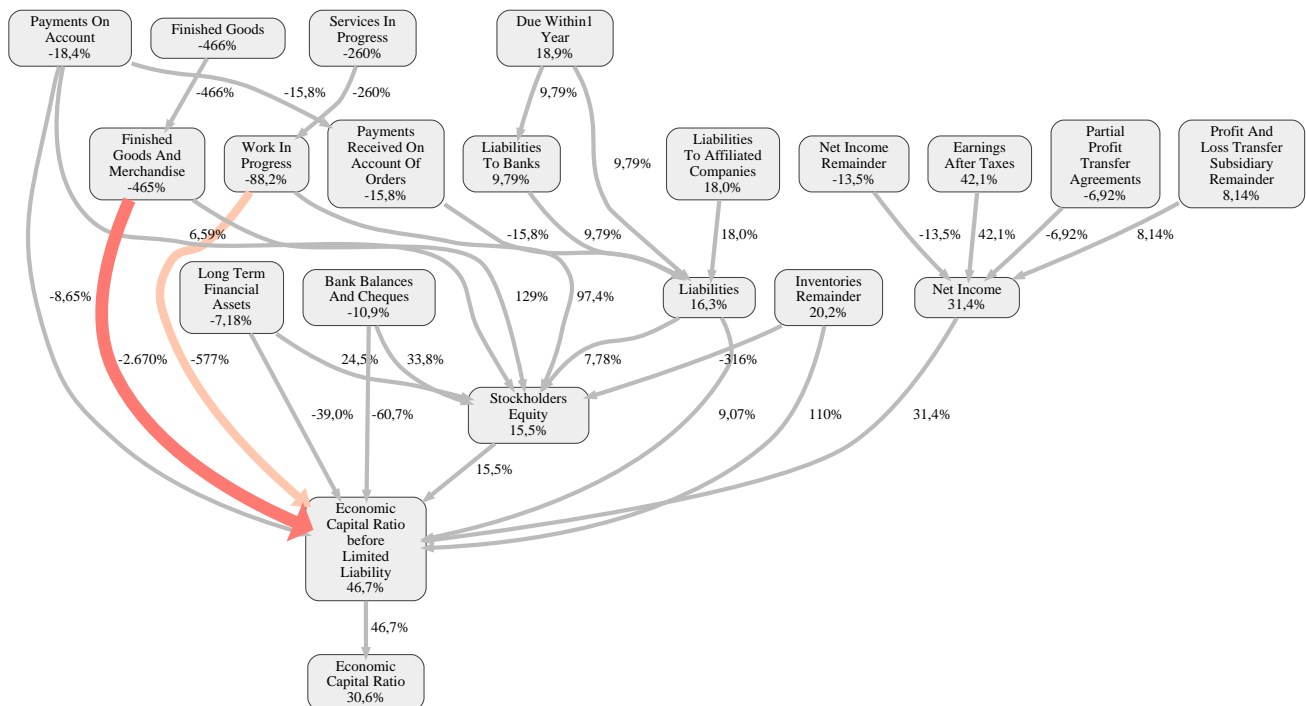 Payments On
Account
-18,4%
Finished Goods
-466%
Services In
Progress
-260%
Due Within1
Year
18,9%
-466%
-15,8%
-260%
9,79%
Finished
Goods And
Merchandise
-465%
Work In
Progress
-88,2%
Payments
Received On
Account Of
Orders
-15,8%
Liabilities
To Banks
9,79%
9,79%
Liabilities
To Affiliated
Companies
18,0%
Net Income
Remainder
-13,5%
Earnings
After Taxes
42,1%
Partial
Profit
Transfer
Agreements
-6,92%
Profit And
Loss Transfer
Subsidiary
Remainder
8,14%
6,59%
-15,8%
9,79%
18,0%
-13,5%
42,1%
-6,92%
8,14%
-8,65%
Long Term
Financial
Assets
-7,18%
Bank Balances
And Cheques
-10,9%
129%
97,4%
Liabilities
16,3%
Inventories
Remainder
20,2%
Net Income
31,4%
-2.670%
-577%
24,5%
33,8%
7,78%
-316%
-39,0%
-60,7%
Stockholders
Equity
15,5%
9,07%
110%
31,4%
15,5%
Economic
Capital Ratio
before
Limited
Liability
46,7%
46,7%
Economic
Capital Ratio
30,6%